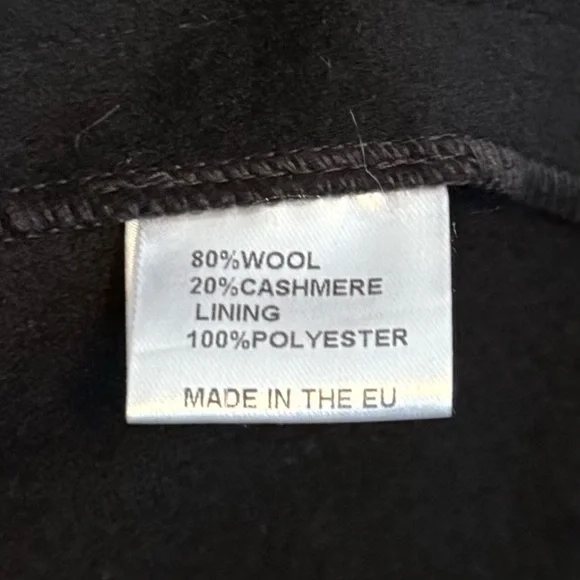 80%WOOL
20%CASHMERE
LINING
100%POLYESTER
MADE IN THE EU